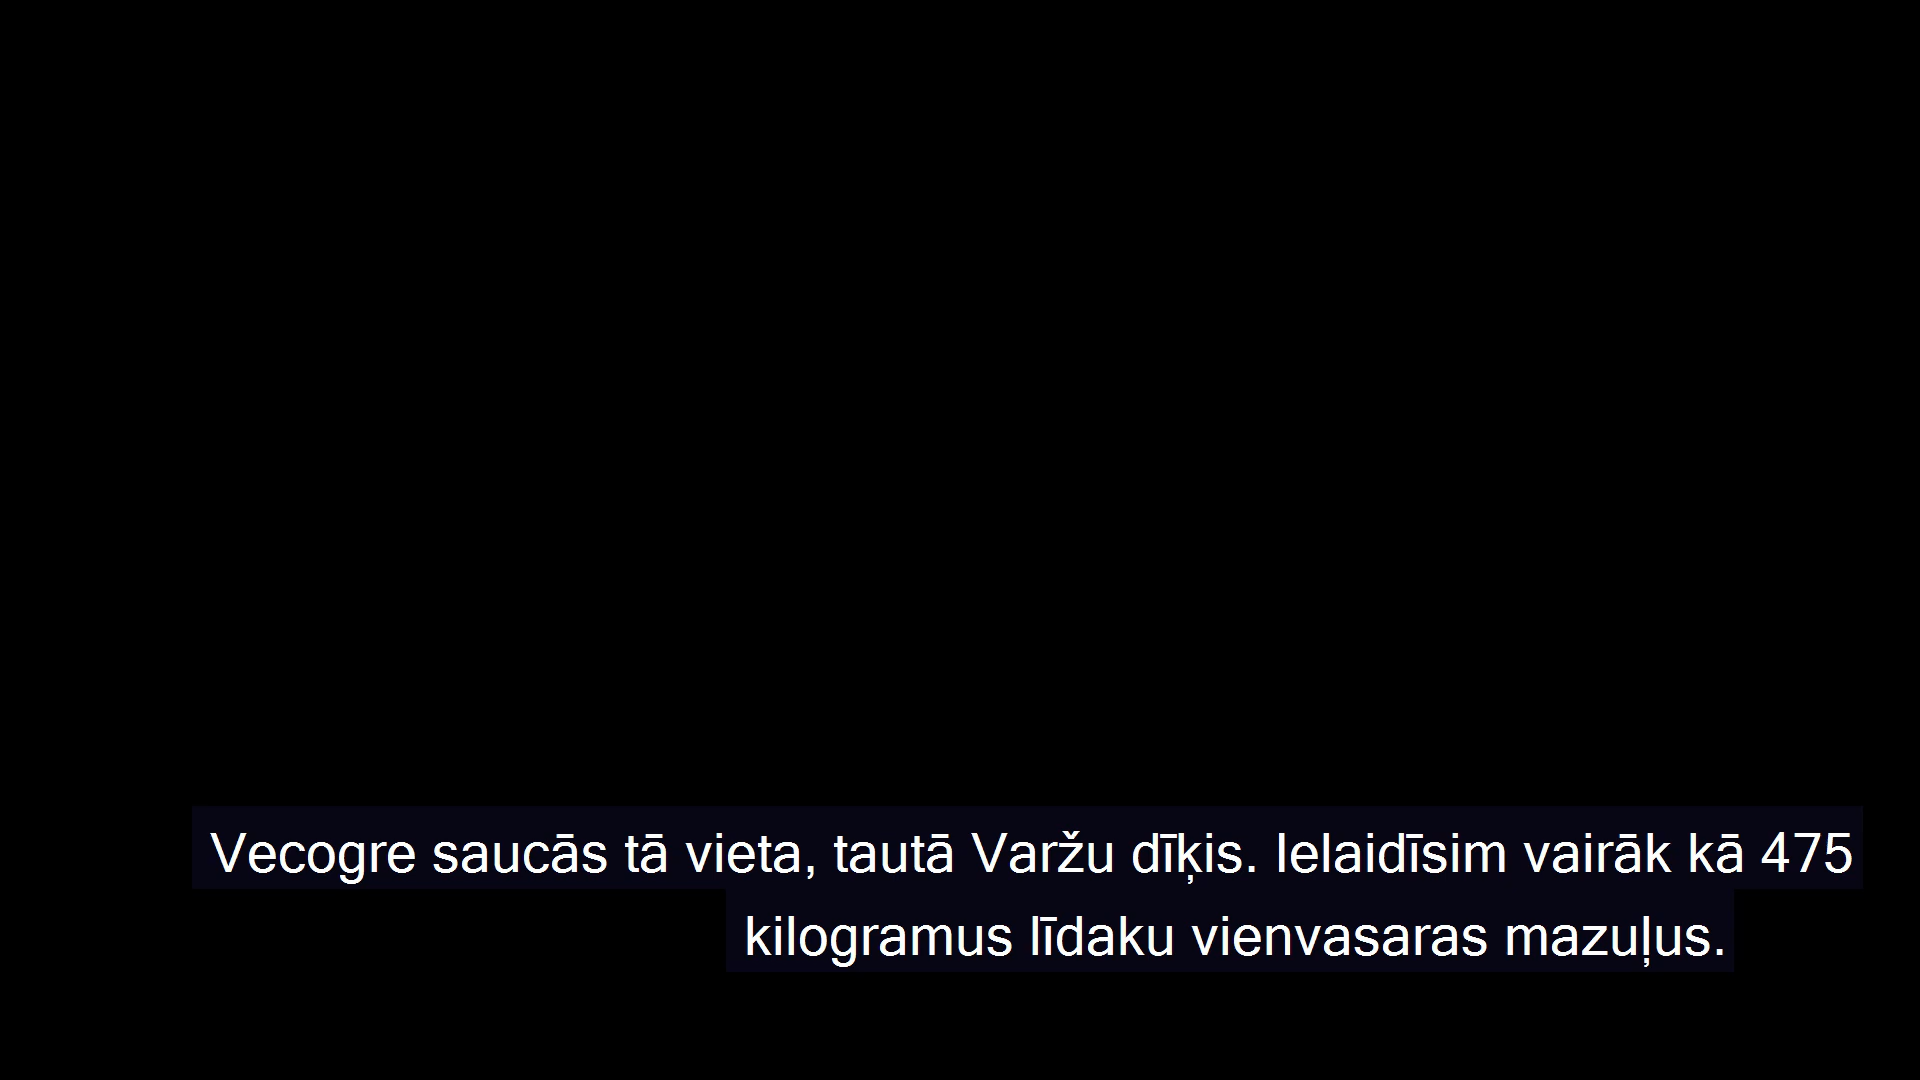 Vecogre saucās tā vieta, tautā Varžu dīķis. Ielaidīsim vairāk kā 475
kilogramus līdaku vienvasaras mazuļus.